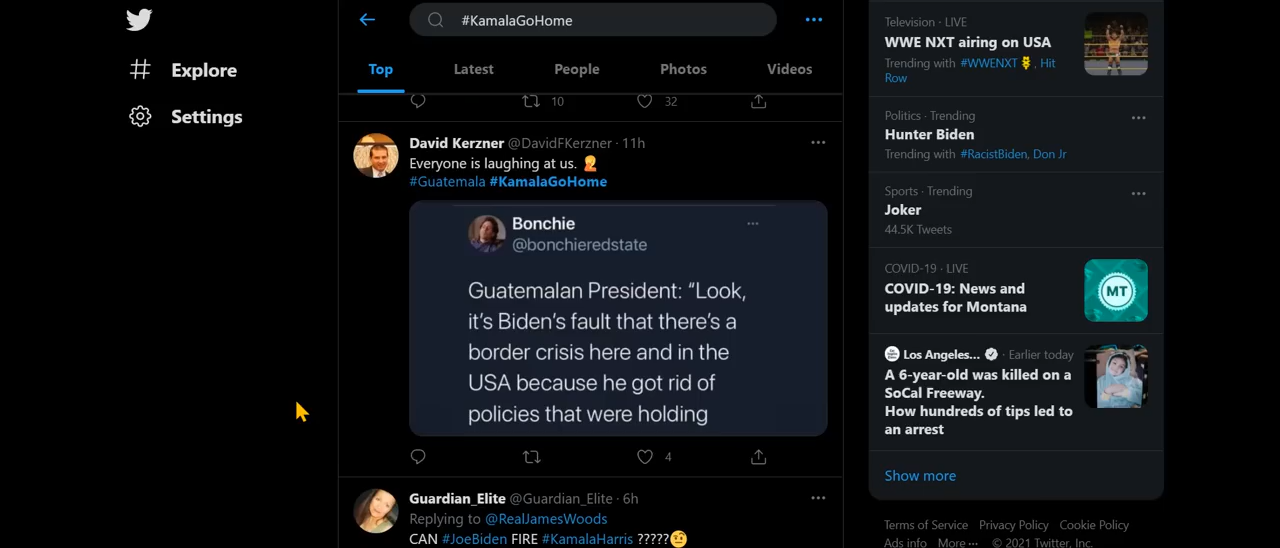 #KamalaGoHome
Explore
Settings
Top
Latest
People
Photos
Videos
10
32
David Kerzner @DavidFKerzner · 11h
Everyone is laughing at us.
#Guatemala #KamalaGoHome
Bonchie
@bonchieredstate
Guatemalan President: “Look,
it’s Biden’s fault that there’s a
border crisis here and in the
USA because he got rid of
policies that were holding
4
Guardian_Elite @Guardian_Elite · 6h
Replying to @RealJamesWoods
CAN #JoeBiden FIRE #KamalaHarris ?????🤨
Television · LIVE
WWE NXT airing on USA
Trending with #WWENXT , Hit
Row
Politics · Trending
Hunter Biden
Trending with #RacistBiden, Don Jr
Sports · Trending
Joker
44.5K Tweets
COVID-19 · LIVE
COVID-19: News and
updates for Montana
MT
Los Angeles... · Earlier today
A 6-year-old was killed on a
SoCal Freeway.
How hundreds of tips led to
an arrest
Show more
Terms of Service Privacy Policy Cookie Policy
Ads info More ··· © 2021 Twitter, Inc.